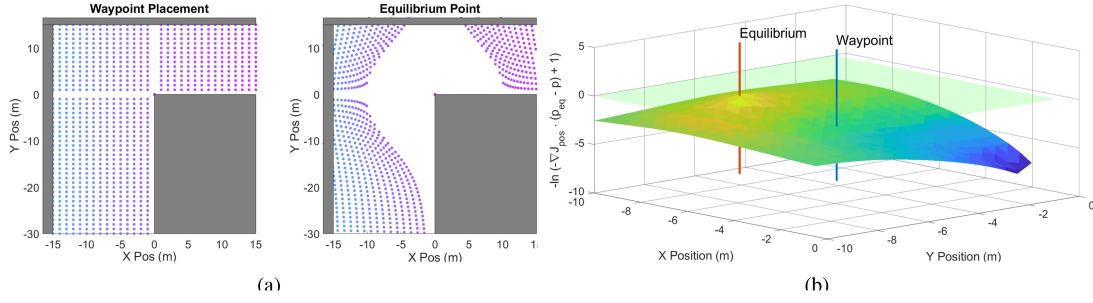 Waypoint Placement
10
0
-10
-20
-30
Y Pos (m)
-15 -10 -5 0 5 10 15
X Pos (m)
Equilibrium Point
10
0
-10
-20
-30
Y Pos (m)
-15 -10 -5 0 5 10 15
X Pos (m)
(a)
Equilibrium
Waypoint
5
0
-5
-10
-ln (-∇J_pos · (p_eq - p) + 1)
-8 -6 -4 -2 0
X Position (m)
-10 -8 -6 -4 -2 0
Y Position (m)
(b)